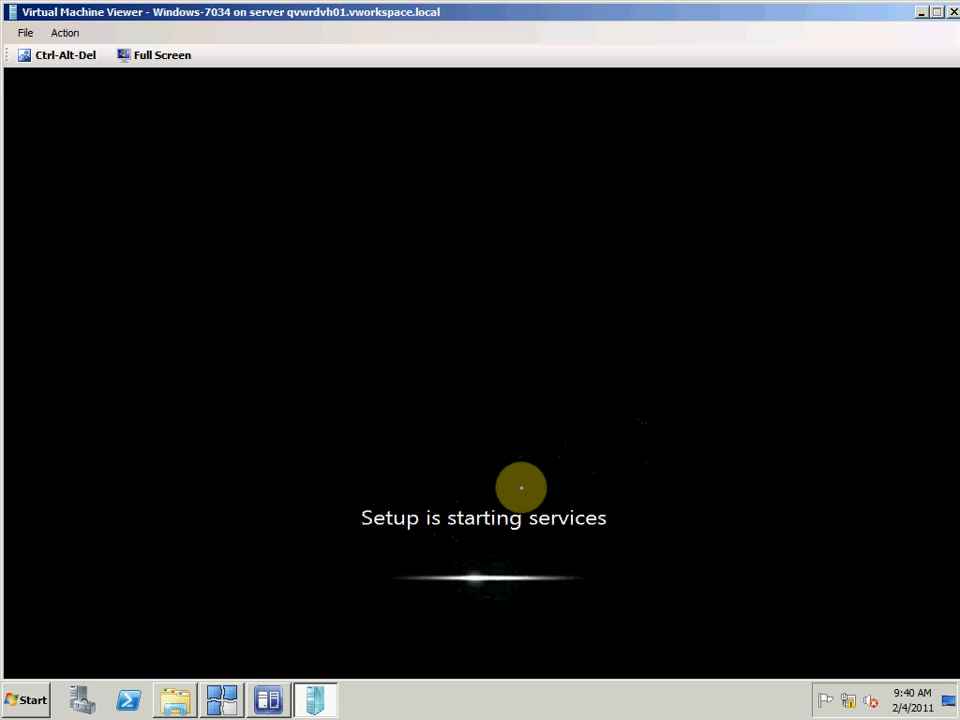 Virtual Machine Viewer - Windows-7034 on server qvwrdvh01.vworkspace.local
File Action
Ctrl-Alt-Del Full Screen
Setup is starting services
Start
9:40 AM
2/4/2011